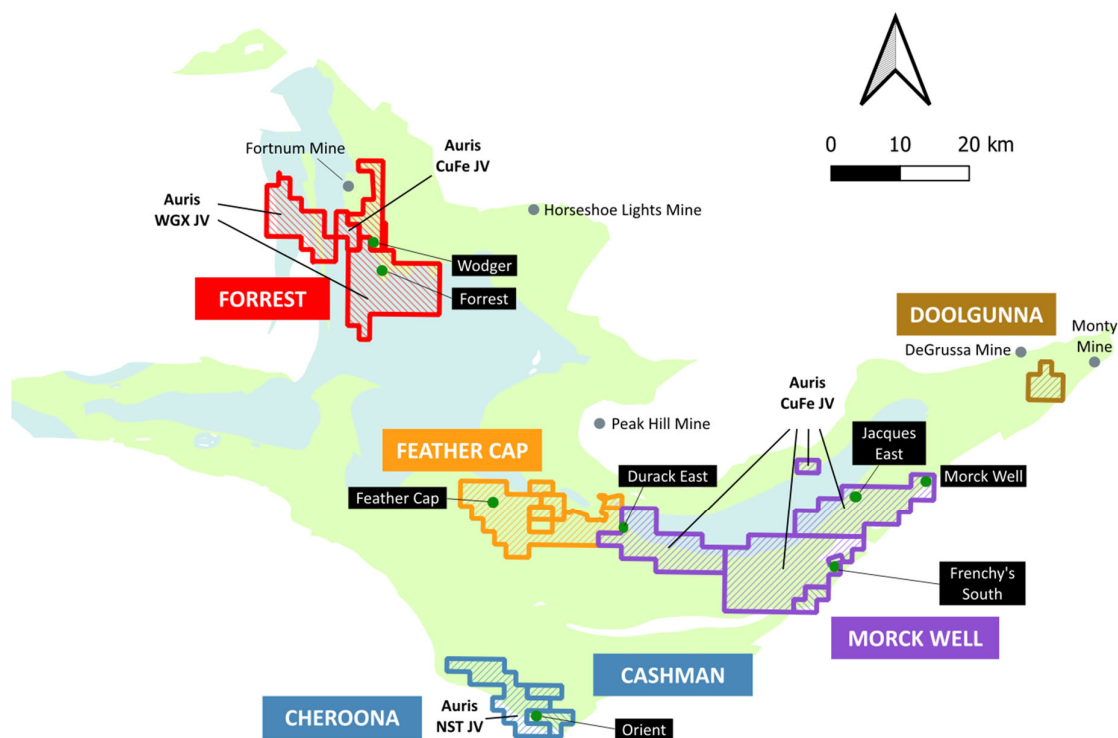 Fortnum Mine
Auris
CuFe JV
0 10 20 km
Auris
WGX JV
Horseshoe Lights Mine
Wodger
FORREST
Forrest
DOOLGUNNA
Monty
Mine
DeGrussa Mine
Auris
CuFe JV
Peak Hill Mine
Jacques
East
FEATHER CAP
Durack East
Morck Well
Feather Cap
Frenchy's
South
MORCK WELL
CASHMAN
CHEROONA
Auris
NST JV
Orient